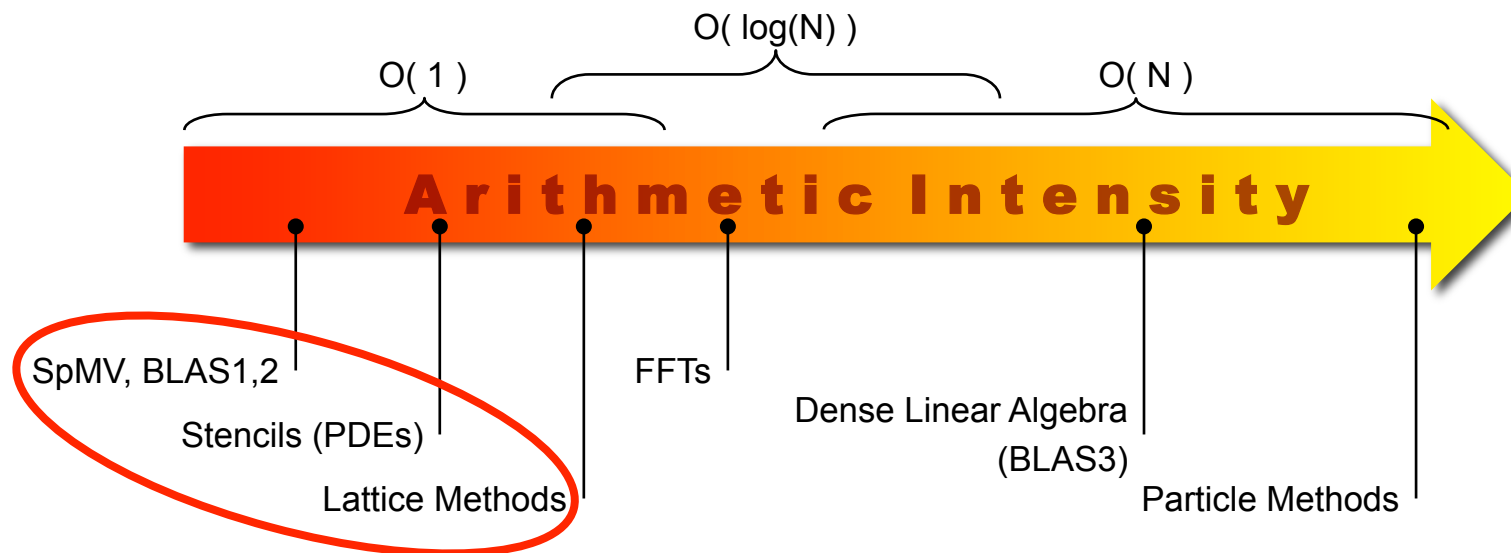 O( log(N) )
O( 1 )
O( N )
Arithmetic Intensity
SpMV, BLAS1,2
FFTs
Stencils (PDEs)
Dense Linear Algebra
(BLAS3)
Lattice Methods
Particle Methods